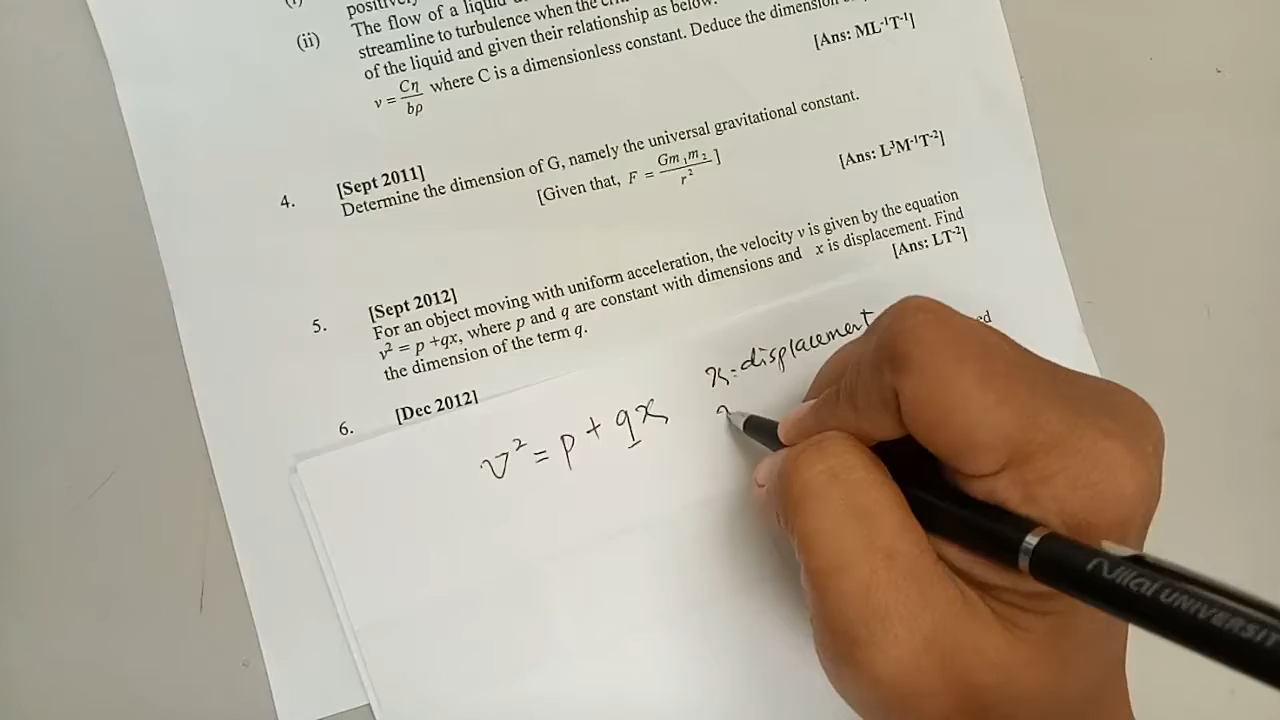 (i)
positively
(ii) The flow of a liquid
streamline to turbulence when the
of the liquid and given their relationship as below.
v = Cη/bρ where C is a dimensionless constant. Deduce the dimension
[Ans: ML⁻¹T⁻¹]
4. [Sept 2011]
Determine the dimension of G, namely the universal gravitational constant.
[Given that, F = Gm₁m₂/r² ]
[Ans: L³M⁻¹T⁻²]
5. [Sept 2012]
For an object moving with uniform acceleration, the velocity v is given by the equation
v² = p +qx, where p and q are constant with dimensions and x is displacement. Find
the dimension of the term q.
[Ans: LT⁻²]
6. [Dec 2012]
v² = p + qx
x = displacement
Nilai UNIVERSIT